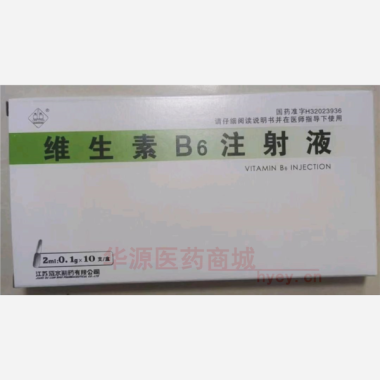 国药准字H32023936
请仔细阅读说明书并在医师指导下使用
维生素B6注射液
VITAMIN B6 INJECTION
2ml:0.1g×10支/盒
华源医药商城
hyey.cn